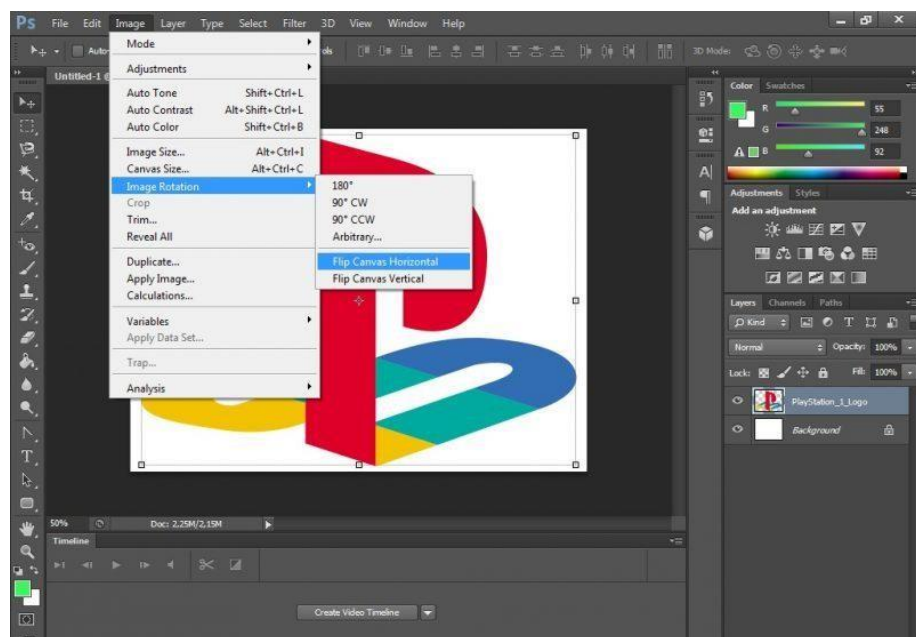 Ps File Edit Image Layer Type Select Filter 3D View Window Help
Auto- ols 3D Mode:
Untitled-1 @
Mode
Adjustments
Auto Tone Shift+Ctrl+L
Auto Contrast Alt+Shift+Ctrl+L
Auto Color Shift+Ctrl+B
Image Size... Alt+Ctrl+I
Canvas Size... Alt+Ctrl+C
Image Rotation
Crop
Trim...
Reveal All
Duplicate...
Apply Image...
Calculations...
Variables
Apply Data Set...
Trap...
Analysis
180°
90° CW
90° CCW
Arbitrary...
Flip Canvas Horizontal
Flip Canvas Vertical
Color Swatches
R 55
G 248
B 92
Adjustments Styles
Add an adjustment
Layers Channels Paths
Kind
Normal Opacity: 100%
Lock: Fill: 100%
PlayStation_1_Logo
Background
50% Doc: 2,25M/2,15M
Timeline
Create Video Timeline